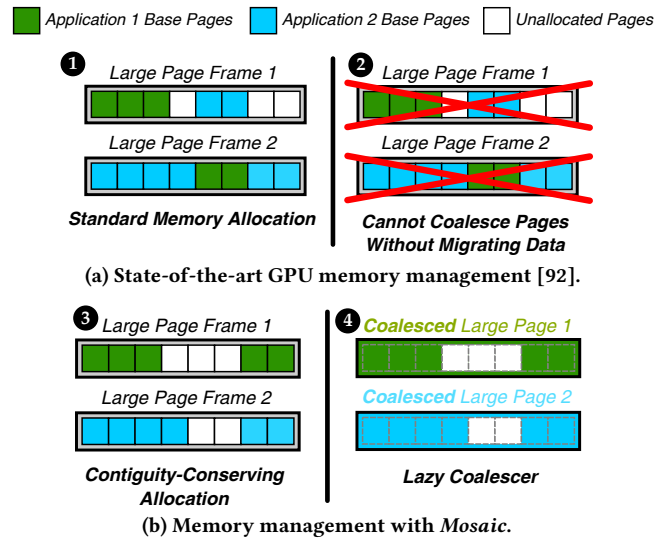 Application 1 Base Pages Application 2 Base Pages Unallocated Pages
1 2
Large Page Frame 1 Large Page Frame 1
Large Page Frame 2 Large Page Frame 2
Standard Memory Allocation
Cannot Coalesce Pages
Without Migrating Data
(a) State-of-the-art GPU memory management [92].
3 4
Large Page Frame 1 Coalesced Large Page 1
Large Page Frame 2 Coalesced Large Page 2
Contiguity-Conserving
Allocation
Lazy Coalescer
(b) Memory management with Mosaic.